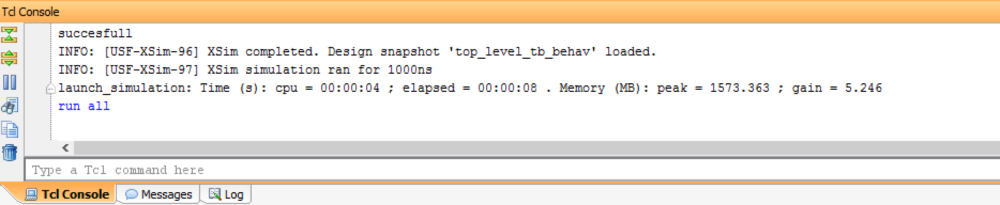 Tcl Console
succesfull
INFO: [USF-XSim-96] XSim completed. Design snapshot 'top_level_tb_behav' loaded.
INFO: [USF-XSim-97] XSim simulation ran for 1000ns
launch_simulation: Time (s): cpu = 00:00:04 ; elapsed = 00:00:08 . Memory (MB): peak = 1573.363 ; gain = 5.246
run all
Type a Tcl command here
Tcl Console Messages Log